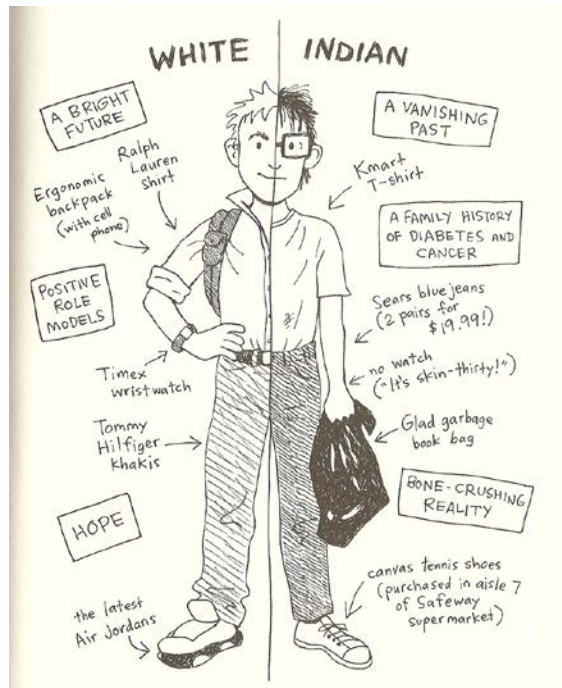 WHITE
INDIAN
A BRIGHT
FUTURE
Ralph
Lauren
shirt
Ergonomic
backpack
(with cell
phone)
POSITIVE
ROLE
MODELS
Timex
wristwatch
Tommy
Hilfiger
khakis
HOPE
the latest
Air Jordans
A VANISHING
PAST
Kmart
T-shirt
A FAMILY HISTORY
OF DIABETES AND
CANCER
Sears blue jeans
(2 pairs for
$19.99!)
no watch
("It's skin-thirty!")
Glad garbage
book bag
BONE-CRUSHING
REALITY
canvas tennis shoes
(purchased in aisle 7
of Safeway
supermarket)